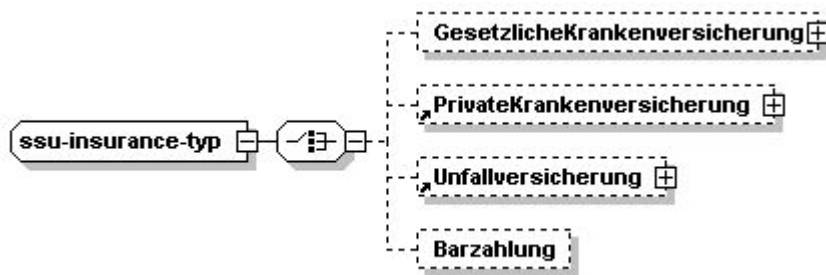 GesetzlicheKrankenversicherung
PrivateKrankenversicherung
ssu-insurance-typ
Unfallversicherung
Barzahlung